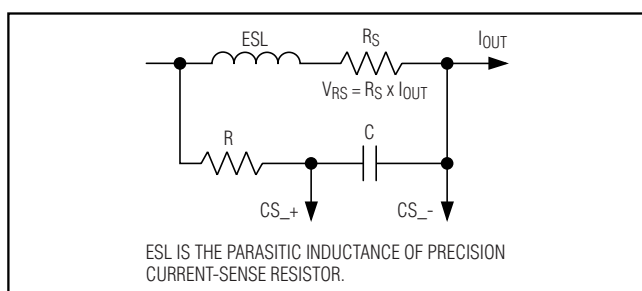 ESL
RS
IOUT
VRS = RS x IOUT
R
C
CS_+
CS_-
ESL IS THE PARASITIC INDUCTANCE OF PRECISION
CURRENT-SENSE RESISTOR.